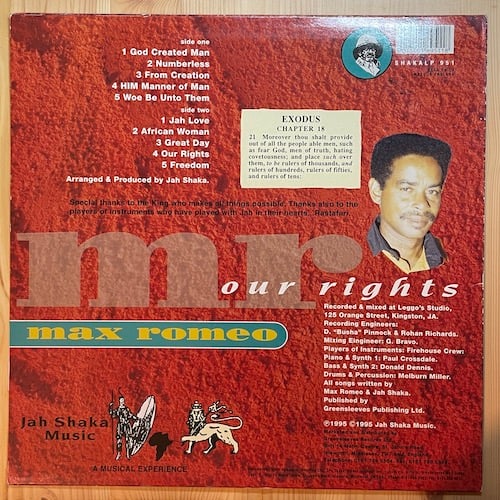 side one
1 God Created Man
2 Numberless
3 From Creation
4 HIM Manner of Man
5 Woe Be Unto Them
side two
1 Jah Love
2 African Woman
3 Great Day
4 Our Rights
5 Freedom
Arranged & Produced by Jah Shaka.
SHAKALP 951
EXODUS
CHAPTER 18
21 Moreover thou shalt provide
out of all the people able men, such
as fear God, men of truth, hating
covetousness; and place such over
them, to be rulers of thousands, and
rulers of hundreds, rulers of fifties,
and rulers of tens:
Special thanks to the King who makes all things possible. Thanks also to the
players of instruments who have played with Jah in their hearts. Rastafari.
mr
our rights
max romeo
Recorded & mixed at Leggo's Studio,
125 Orange Street, Kingston, JA.
Recording Engineers:
D. "Busha" Pinnock & Rohan Richards.
Mixing Eingineer: G. Bravo.
Players of Instruments: Firehouse Crew:
Piano & Synth 1: Paul Crossdale.
Bass & Synth 2: Donald Dennis.
Drums & Percussion: Melburn Miller.
All songs written by
Max Romeo & Jah Shaka.
Published by
Greensleeves Publishing Ltd.
℗1995 ©1995 Jah Shaka Music.
Jah Shaka
Music
A MUSICAL EXPERIENCE